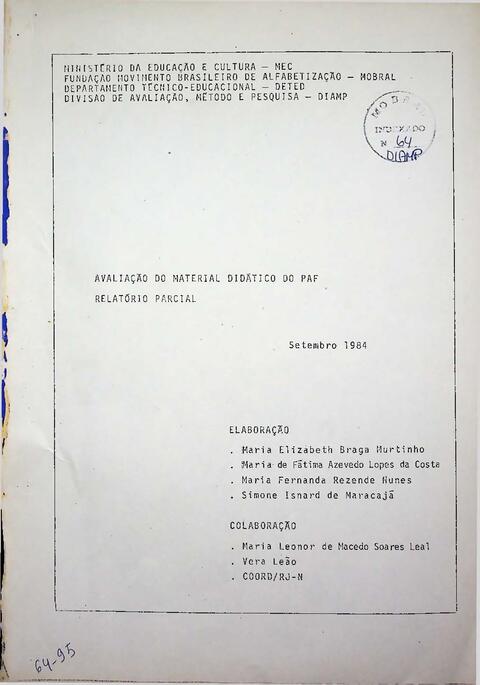 MINISTÉRIO DA EDUCAÇÃO E CULTURA — MEC
FUNDAÇÃO MOVIMENTO BRASILEIRO DE ALFABETIZAÇÃO — MOBRAL
DEPARTAMENTO TÉCNICO-EDUCACIONAL — DETED
DIVISÃO DE AVALIAÇÃO, MÉTODO E PESQUISA — DIAMP
MOBRAL
INDEXADO
N 64
DIAMP
AVALIAÇÃO DO MATERIAL DIDÁTICO DO PAF
RELATÓRIO PARCIAL
Setembro 1984
ELABORAÇÃO
. Maria Elizabeth Braga Murtinho
. Maria de Fátima Azevedo Lopes da Costa
. Maria Fernanda Rezende Nunes
. Simone Isnard de Maracajã
COLABORAÇÃO
. Maria Leonor de Macedo Soares Leal
. Vera Leão
. COORD/RJ-N
64-95